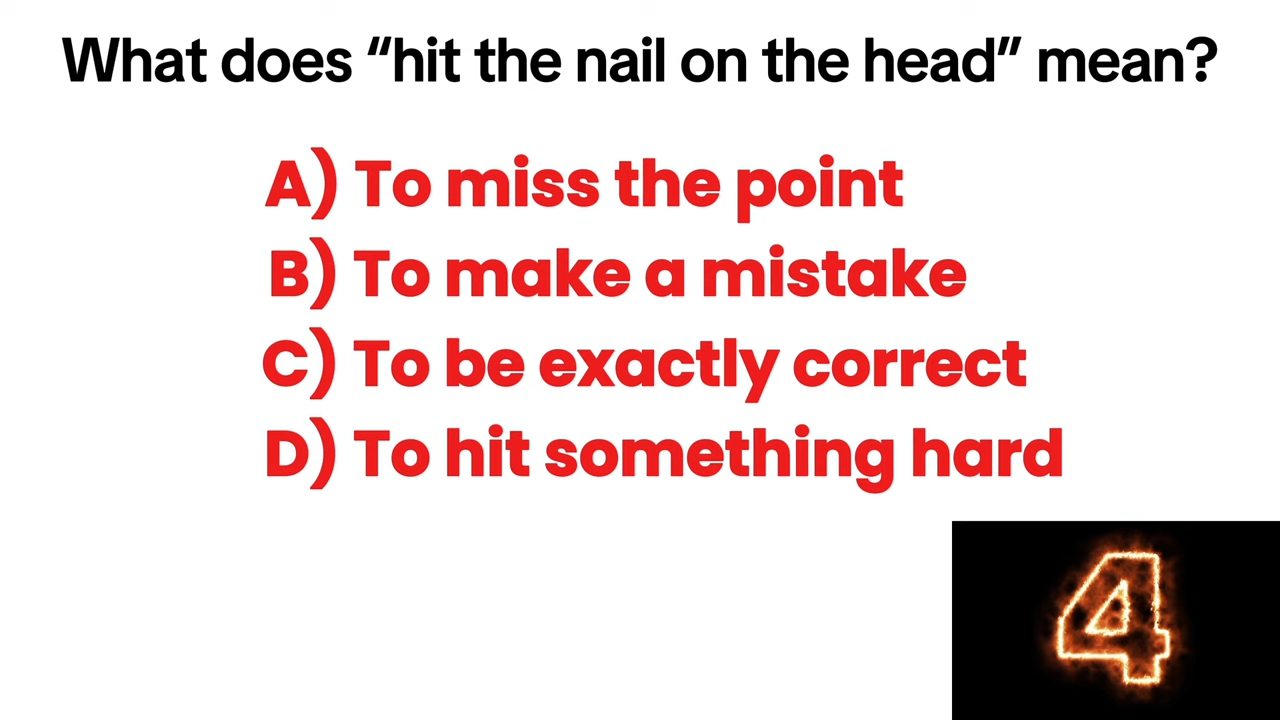 What does “hit the nail on the head” mean?
A) To miss the point
B) To make a mistake
C) To be exactly correct
D) To hit something hard
4